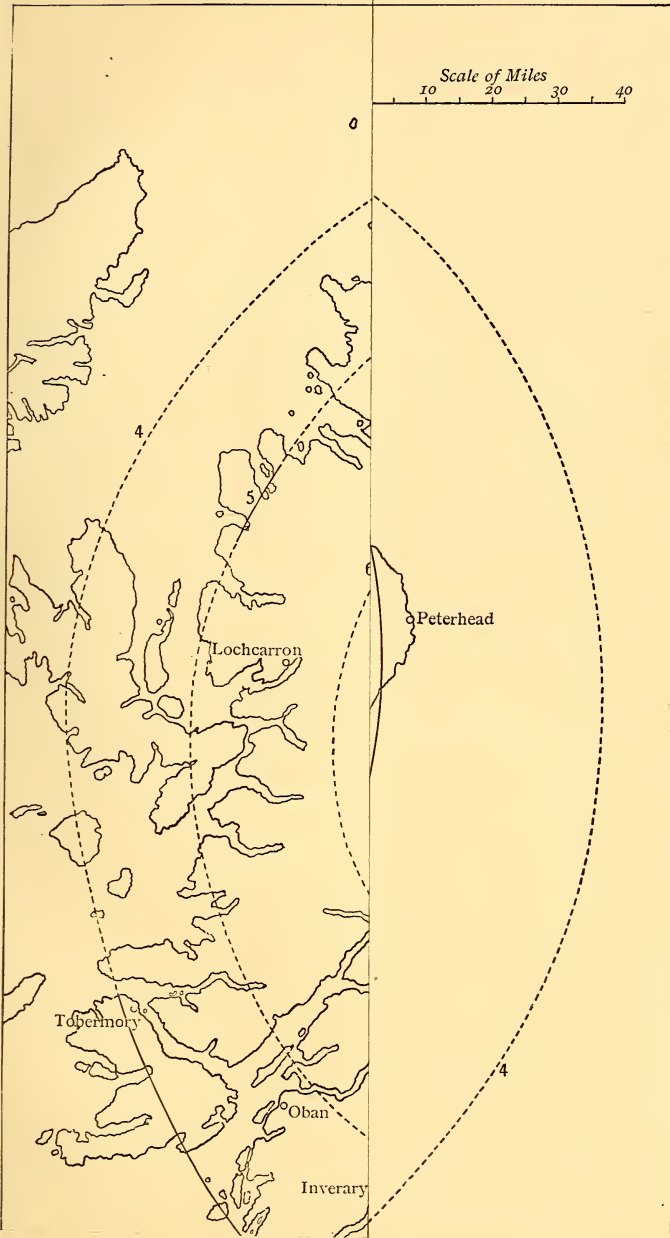 Scale of Miles
10 20 30 40
4
5
6
Peterhead
Lochcarron
Tobermory
4
Oban
Inverary